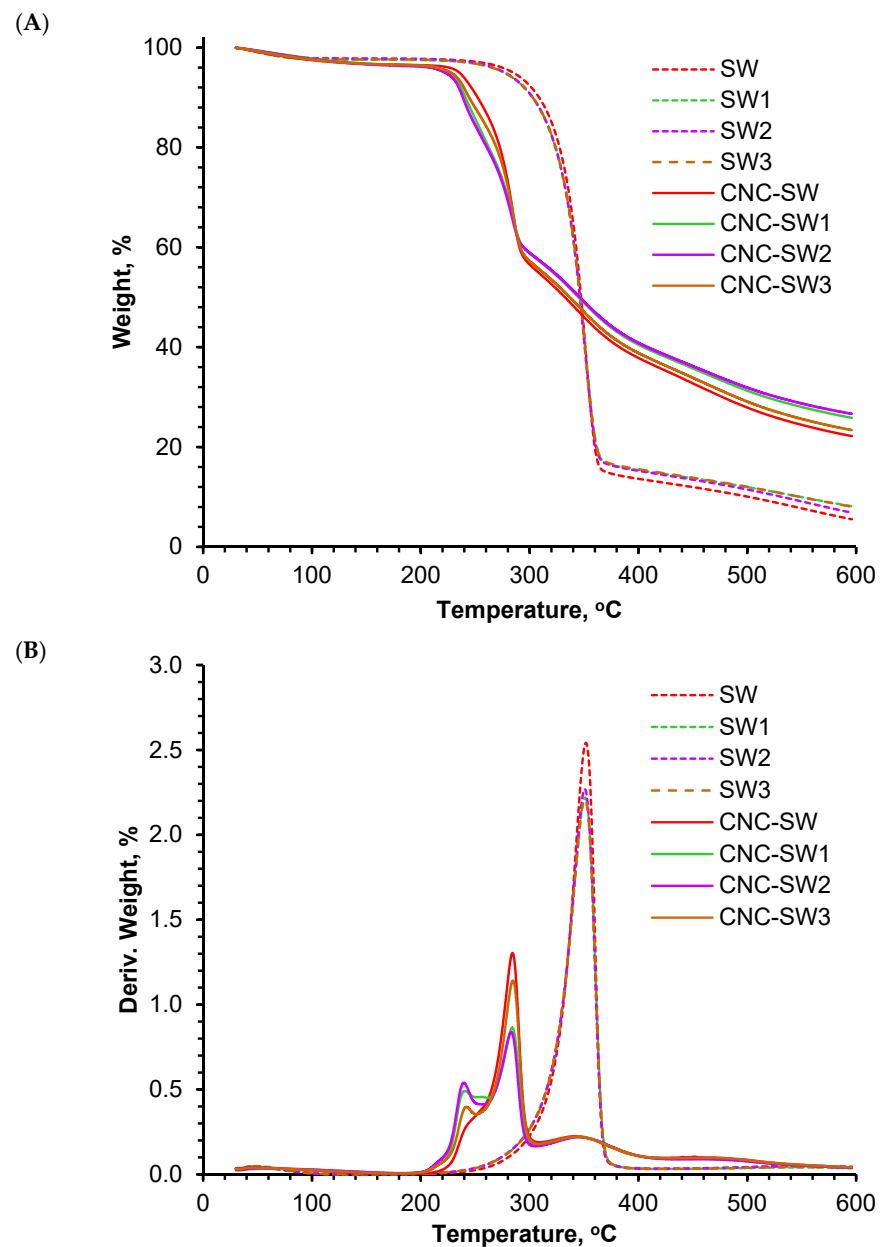 (A)
100
80
60
40
20
0
Weight, %
0 100 200 300 400 500 600
Temperature, °C
SW
SW1
SW2
SW3
CNC-SW
CNC-SW1
CNC-SW2
CNC-SW3
(B)
3.0
2.5
2.0
1.5
1.0
0.5
0.0
Deriv. Weight, %
0 100 200 300 400 500 600
Temperature, °C
SW
SW1
SW2
SW3
CNC-SW
CNC-SW1
CNC-SW2
CNC-SW3